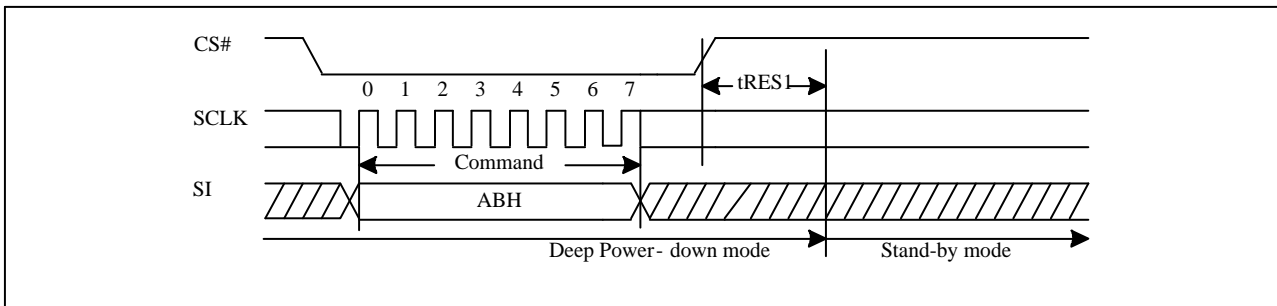 CS#
tRES1
0 1 2 3 4 5 6 7
SCLK
Command
SI
ABH
Deep Power- down mode Stand-by mode